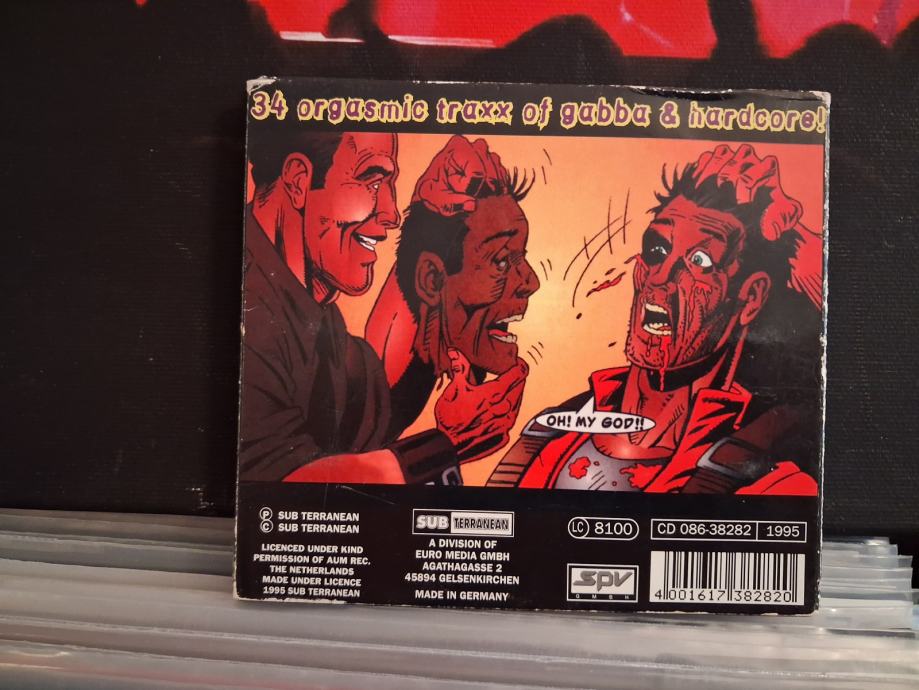 34 orgasmic traxx of gabba & hardcore!
OH! MY GOD!!
Ⓟ SUB TERRANEAN
Ⓒ SUB TERRANEAN
LICENCED UNDER KIND
PERMISSION OF AUM REC.
THE NETHERLANDS
MADE UNDER LICENCE
1995 SUB TERRANEAN
SUB TERRANEAN
A DIVISION OF
EURO MEDIA GMBH
AGATHAGASSE 2
45894 GELSENKIRCHEN
MADE IN GERMANY
LC 8100
CD 086-38282 1995
SPV
GMBH
4 001617 382820